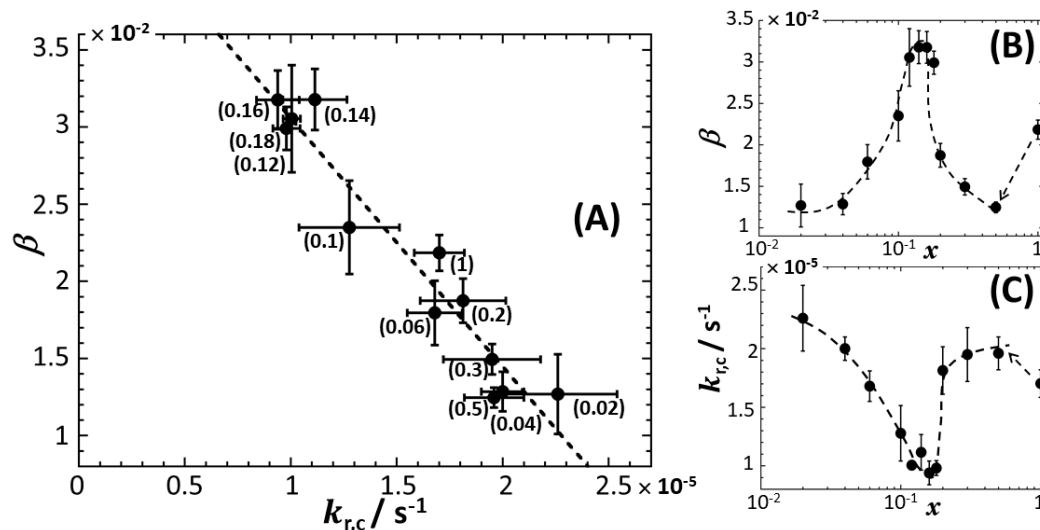 3.5 × 10⁻²
3
2.5
2
1.5
1
β
(0.16)
(0.14)
(0.18)
(0.12)
(0.1)
(1)
(0.2)
(0.06)
(0.3)
(0.5)
(0.04)
(0.02)
(A)
0 0.5 1 1.5 2 2.5 × 10⁻⁵
k_r,c / s⁻¹
3.5 × 10⁻²
3
2.5
2
1.5
1
β
(B)
10⁻² 10⁻¹ x 1
× 10⁻⁵
2.5
2
1.5
1
k_r,c / s⁻¹
(C)
10⁻² 10⁻¹ x 1